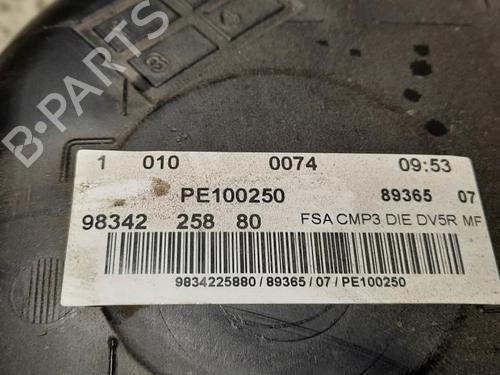 B-PARTS
1 010 0074 09:53
PE100250 89365 07
98342 258 80 FSA CMP3 DIE DV5R MF
9834225880 / 89365 / 07 / PE100250